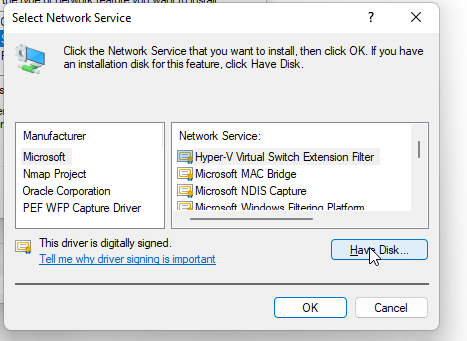 Select Network Service
?
Click the Network Service that you want to install, then click OK. If you have
an installation disk for this feature, click Have Disk.
Manufacturer
Microsoft
Nmap Project
Oracle Corporation
PEF WFP Capture Driver
Network Service:
Hyper-V Virtual Switch Extension Filter
Microsoft MAC Bridge
Microsoft NDIS Capture
Microsoft Windows Filtering Platform
This driver is digitally signed.
Tell me why driver signing is important
Have Disk...
OK
Cancel